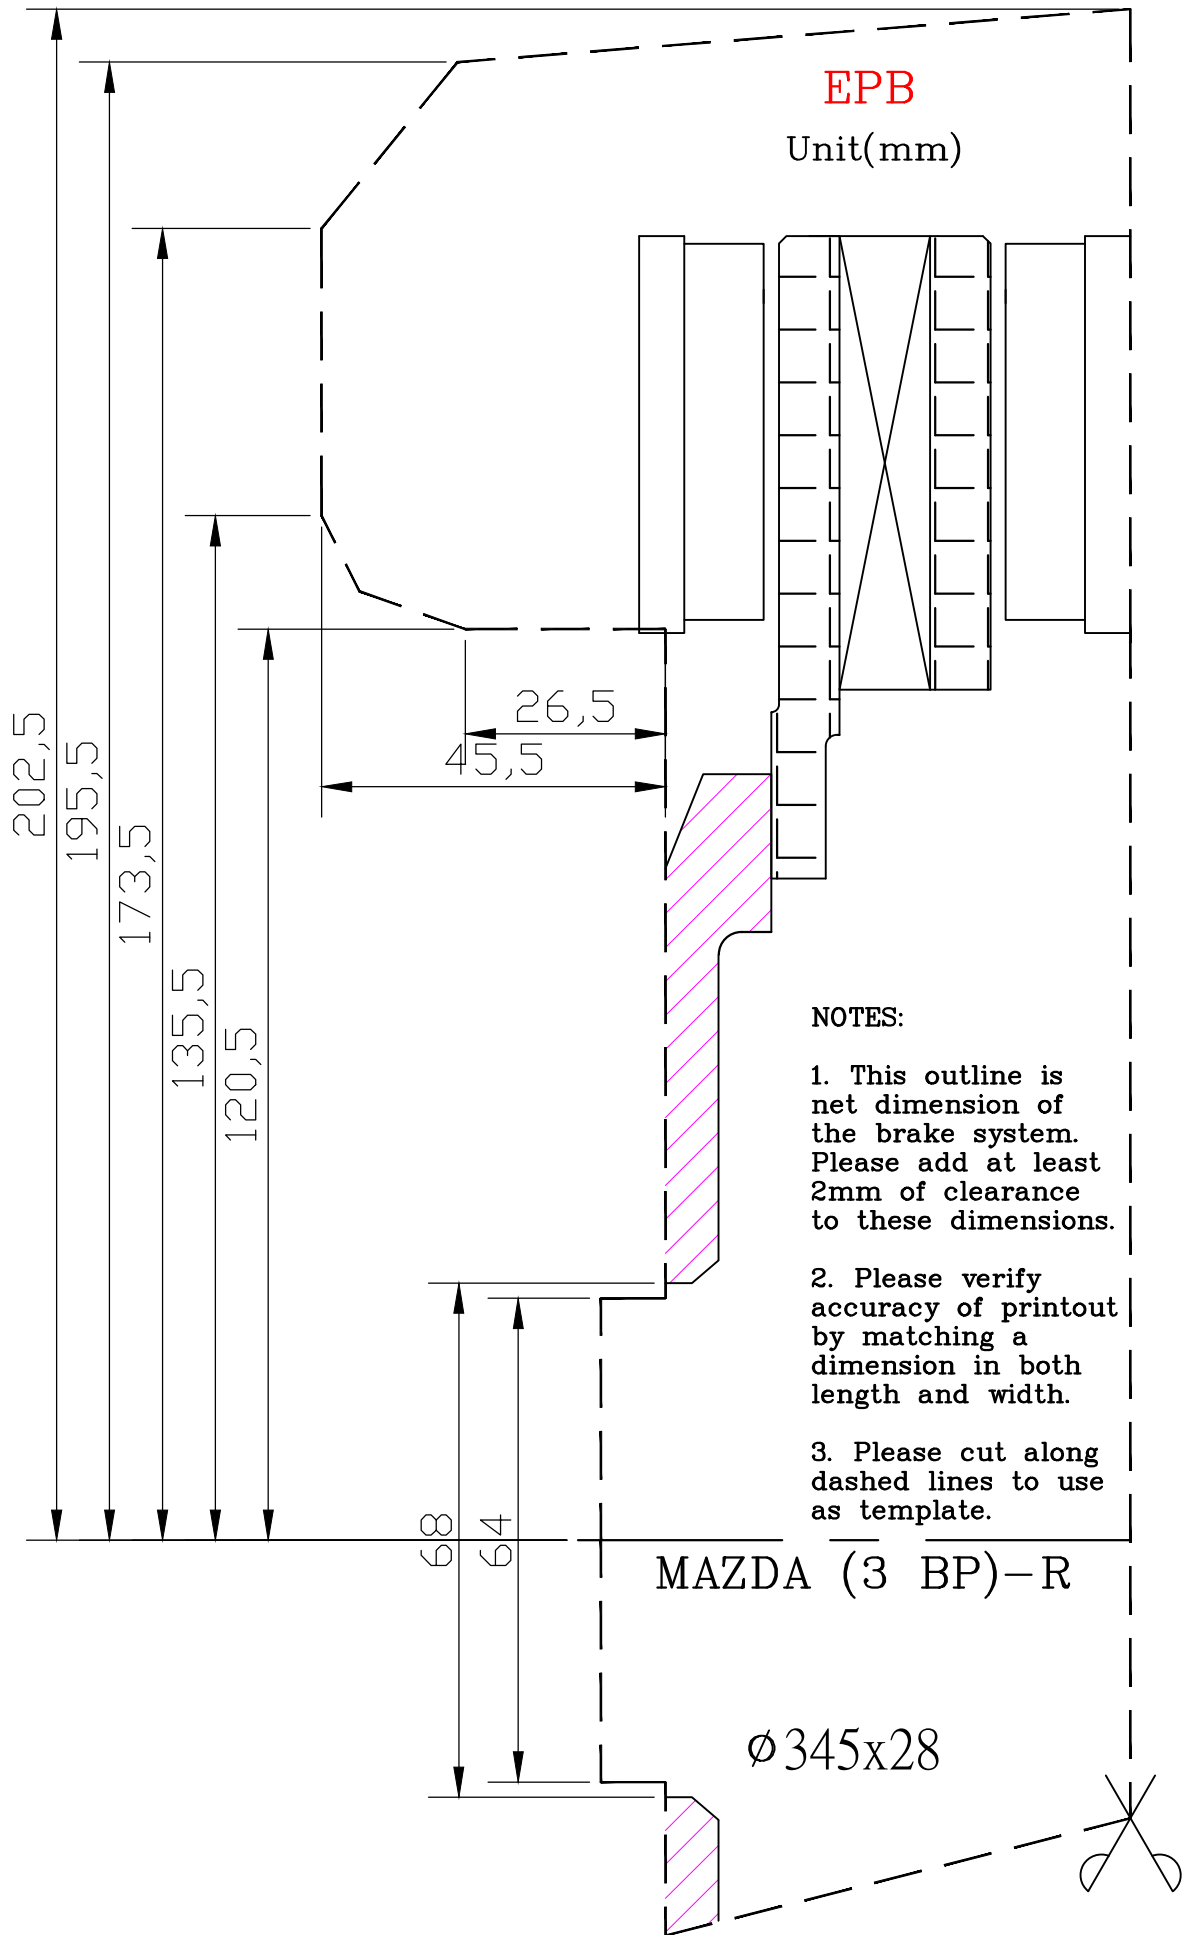 EPB
Unit(mm)
202,5
195,5
173,5
135,5
120,5
26,5
45,5
NOTES:
1. This outline is
net dimension of
the brake system.
Please add at least
2mm of clearance
to these dimensions.
2. Please verify
accuracy of printout
by matching a
dimension in both
length and width.
3. Please cut along
dashed lines to use
as template.
68
64
MAZDA (3 BP)-R
Ø345x28